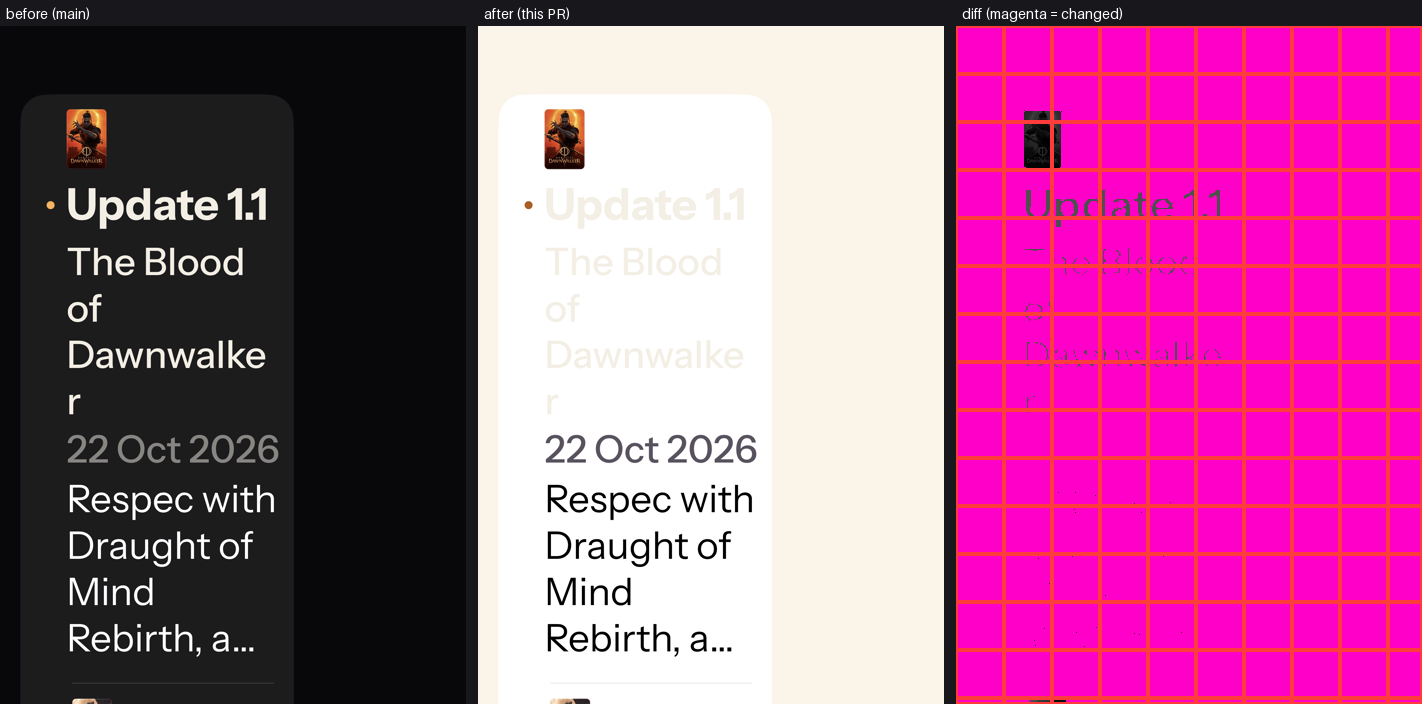 before (main)
after (this PR)
diff (magenta = changed)
DAWNWALKER
Update 1.1
The Blood
of
Dawnwalke
r
22 Oct 2026
Respec with
Draught of
Mind
Rebirth, a...
DAWNWALKER
Update 1.1
The Blood
of
Dawnwalke
r
22 Oct 2026
Respec with
Draught of
Mind
Rebirth, a...
Update 1.1